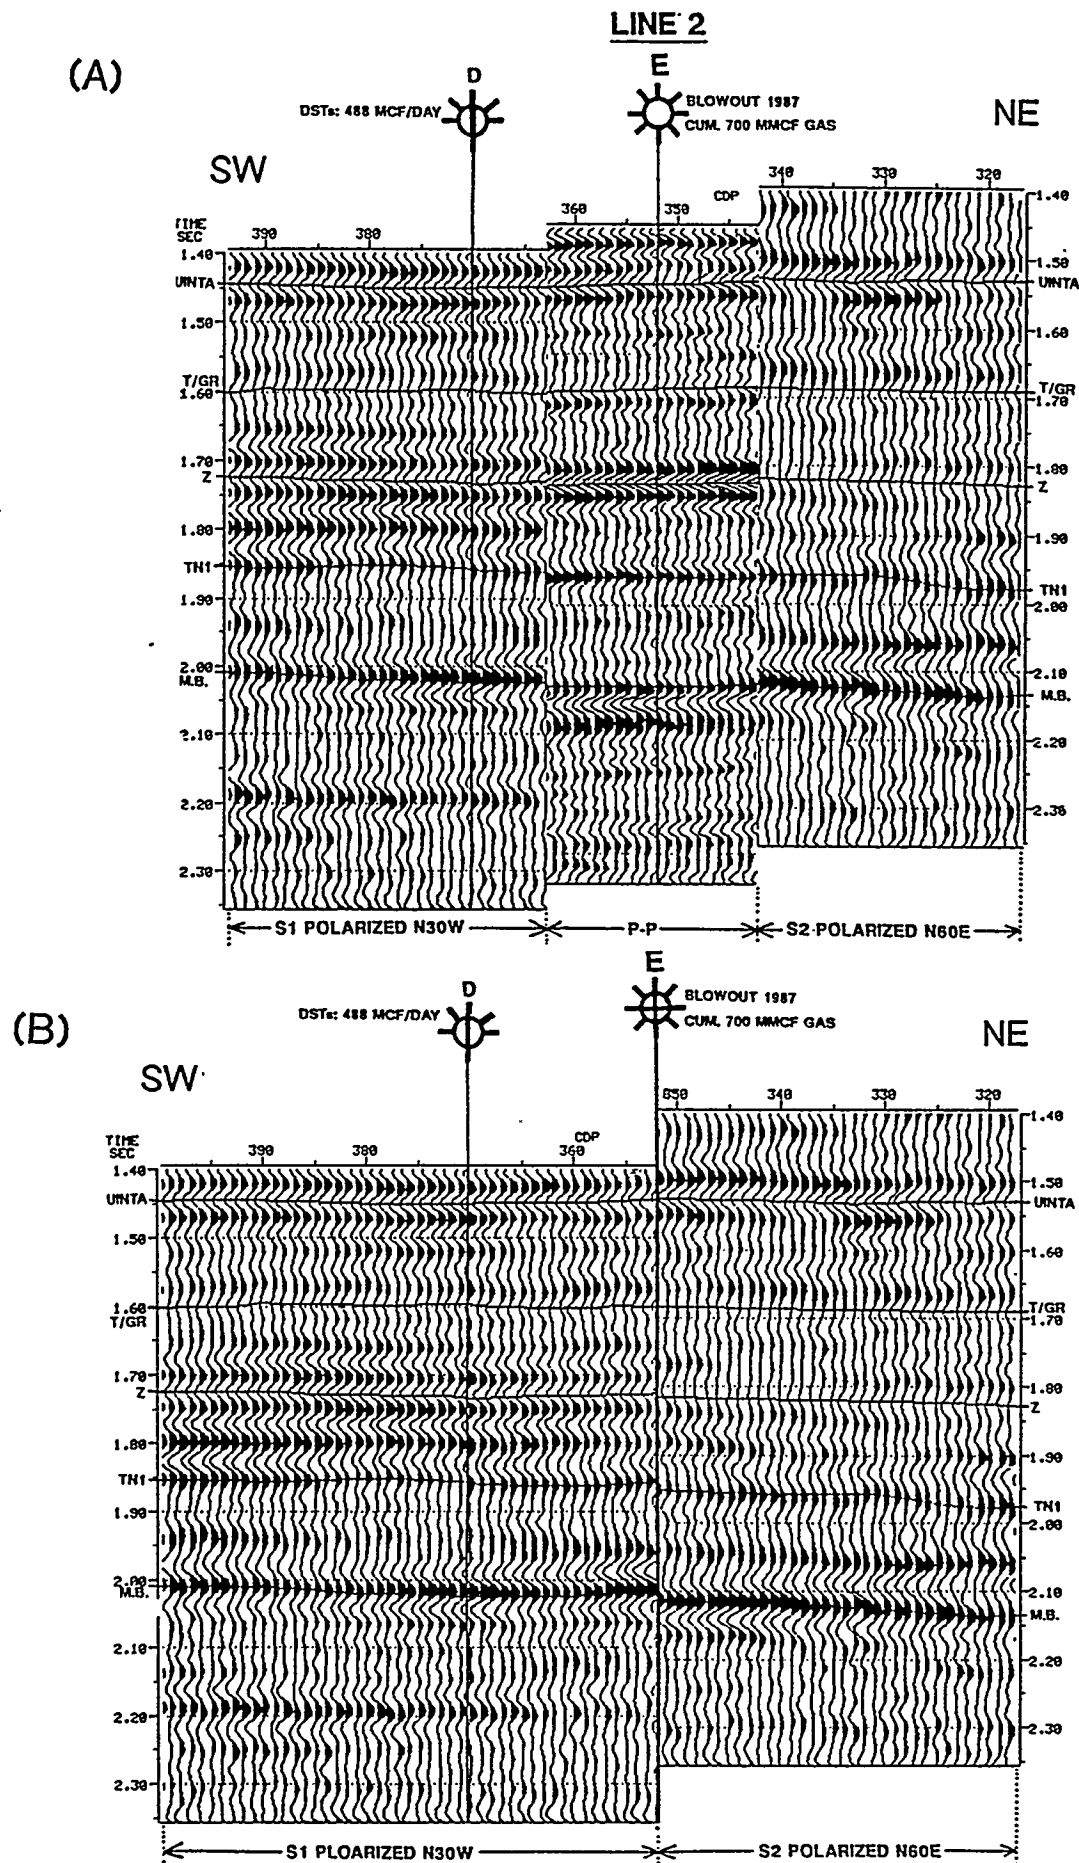 LINE 2
(A)
D
E
DSTs: 488 MCF/DAY
BLOWOUT 1987
CUM. 700 MMCF GAS
NE
SW
340 330 320
CDP
360 350
TIME
SEC
390 380
1.40
UINTA
1.50
T/GR
1.60
1.70
Z
1.80
TN1
1.90
2.00
M.B.
2.10
2.20
2.30
1.40
1.50
UINTA
1.60
T/GR
1.70
1.80
Z
1.90
TN1
2.00
2.10
M.B.
2.20
2.30
S1 POLARIZED N30W
P-P
S2 POLARIZED N60E
(B)
D
E
DSTs: 488 MCF/DAY
BLOWOUT 1987
CUM. 700 MMCF GAS
NE
SW
350 340 330 320
TIME
SEC
390 380 360
CDP
1.40
UINTA
1.50
1.60
T/GR
1.70
Z
1.80
TN1
1.90
2.00
M.B.
2.10
2.20
2.30
1.40
1.50
UINTA
1.60
T/GR
1.70
1.80
Z
1.90
TN1
2.00
2.10
M.B.
2.20
2.30
S1 PLOARIZED N30W
S2 POLARIZED N60E